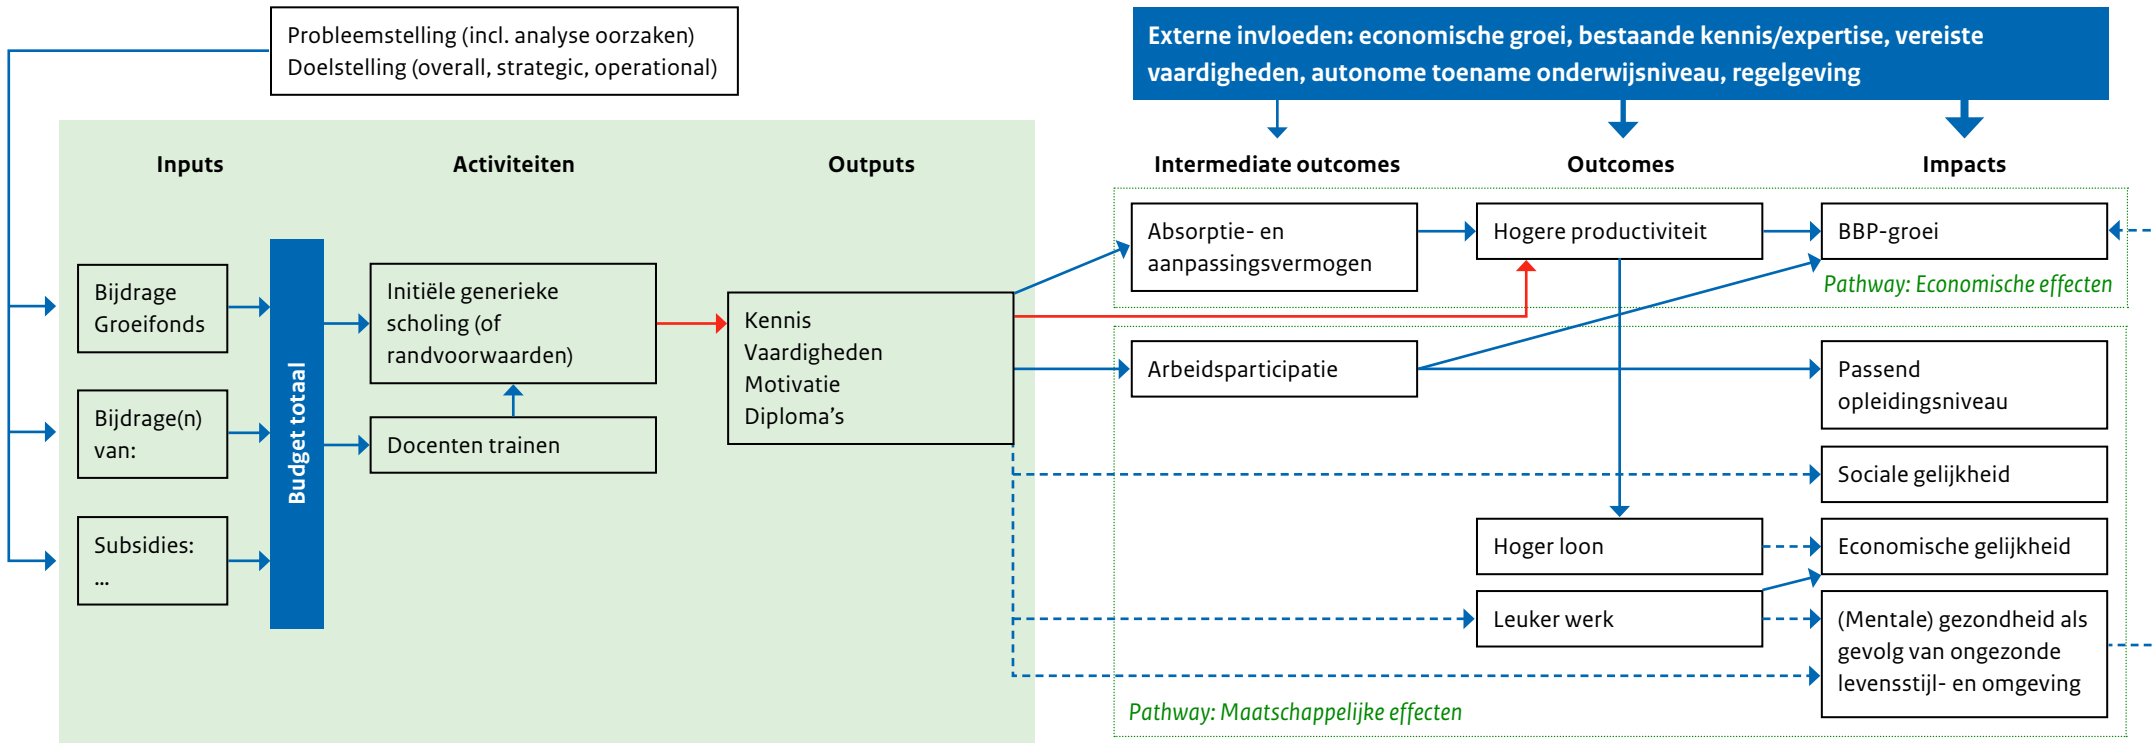 Probleemstelling (incl. analyse oorzaken)
Doelstelling (overall, strategic, operational)
Externe invloeden: economische groei, bestaande kennis/expertise, vereiste
vaardigheden, autonome toename onderwijsniveau, regelgeving
Inputs
Activiteiten
Outputs
Intermediate outcomes
Outcomes
Impacts
Bijdrage
Groeifonds
Bijdrage(n)
van:
Subsidies:
...
Budget totaal
Initiële generieke
scholing (of
randvoorwaarden)
Docenten trainen
Kennis
Vaardigheden
Motivatie
Diploma's
Absorptie- en
aanpassingsvermogen
Hogere productiviteit
BBP-groei
Pathway: Economische effecten
Arbeidsparticipatie
Passend
opleidingsniveau
Sociale gelijkheid
Hoger loon
Economische gelijkheid
Leuker werk
(Mentale) gezondheid als
gevolg van ongezonde
levensstijl- en omgeving
Pathway: Maatschappelijke effecten